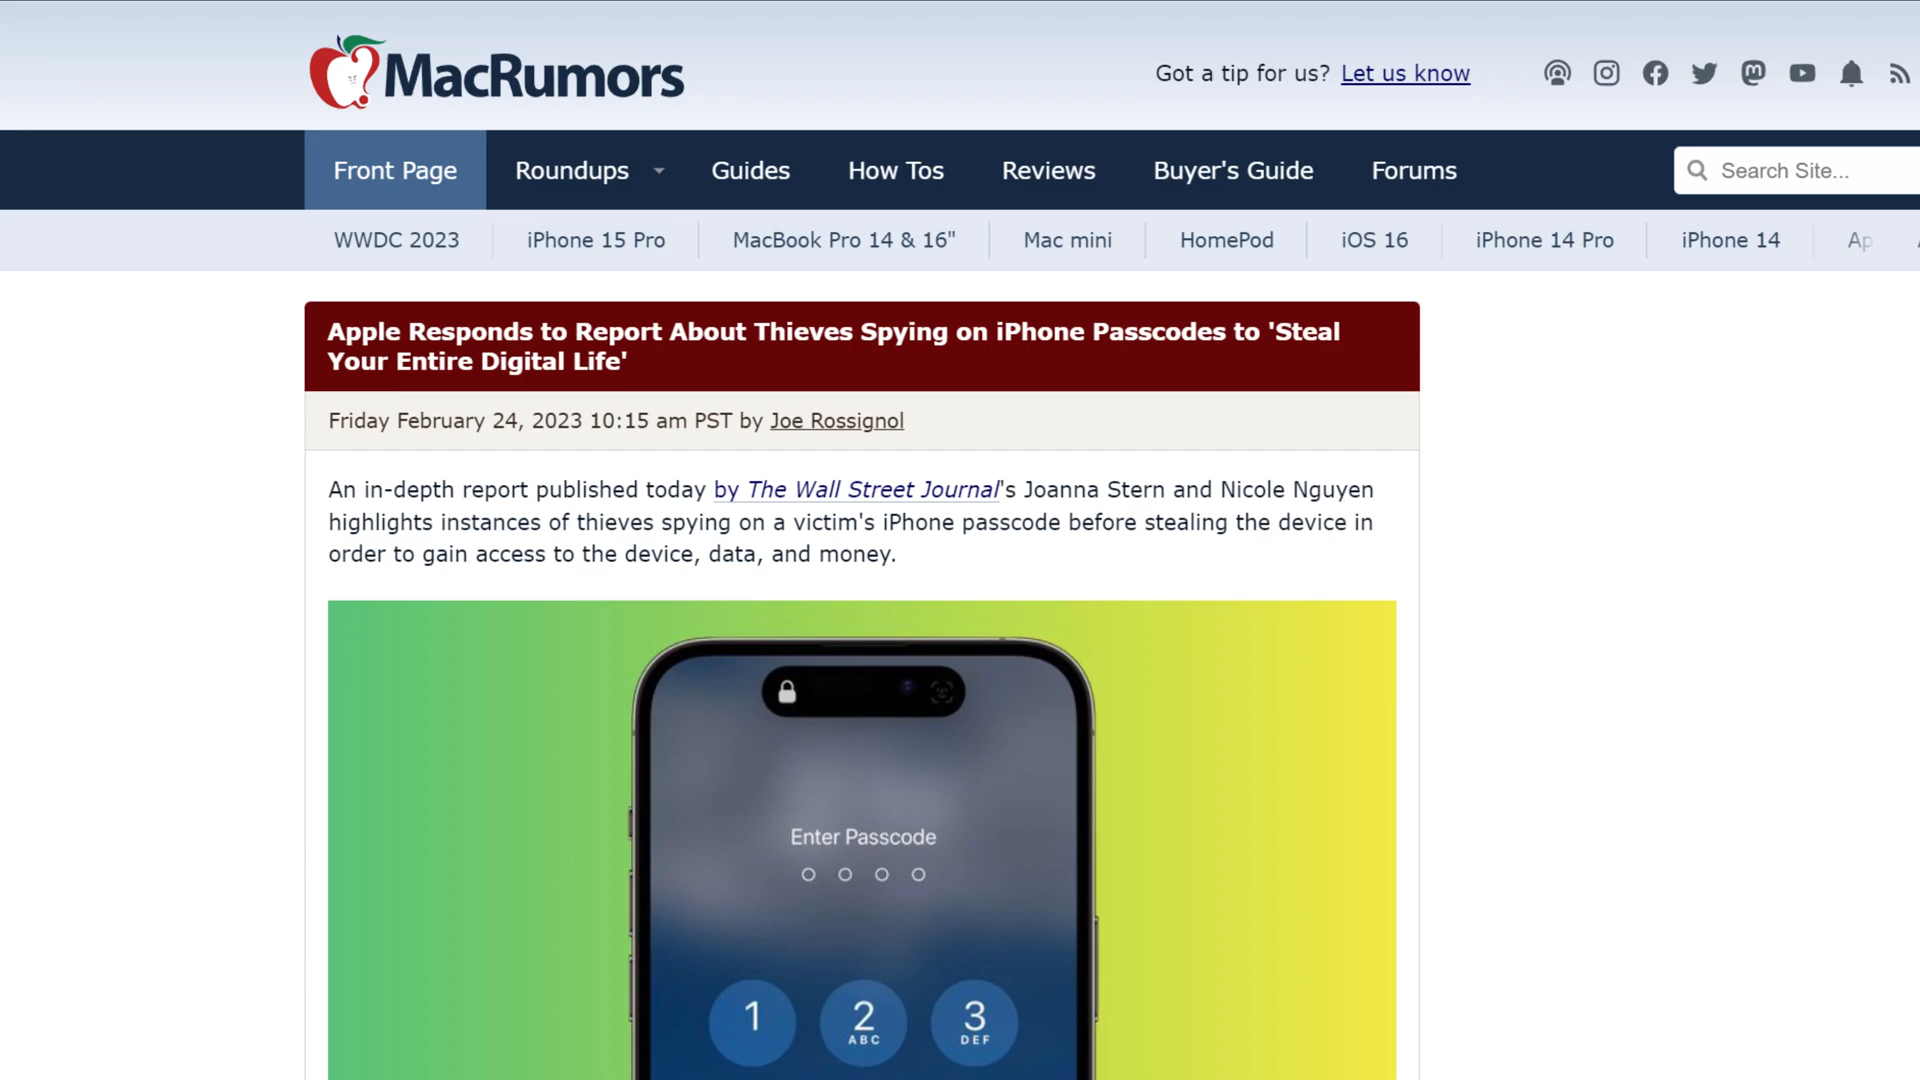 MacRumors
Got a tip for us? Let us know
Front Page
Roundups
Guides
How Tos
Reviews
Buyer's Guide
Forums
Search Site...
WWDC 2023
iPhone 15 Pro
MacBook Pro 14 & 16"
Mac mini
HomePod
iOS 16
iPhone 14 Pro
iPhone 14
Ap
Apple Responds to Report About Thieves Spying on iPhone Passcodes to 'Steal
Your Entire Digital Life'
Friday February 24, 2023 10:15 am PST by Joe Rossignol
An in-depth report published today by The Wall Street Journal's Joanna Stern and Nicole Nguyen
highlights instances of thieves spying on a victim's iPhone passcode before stealing the device in
order to gain access to the device, data, and money.
Enter Passcode
1
2
ABC
3
DEF